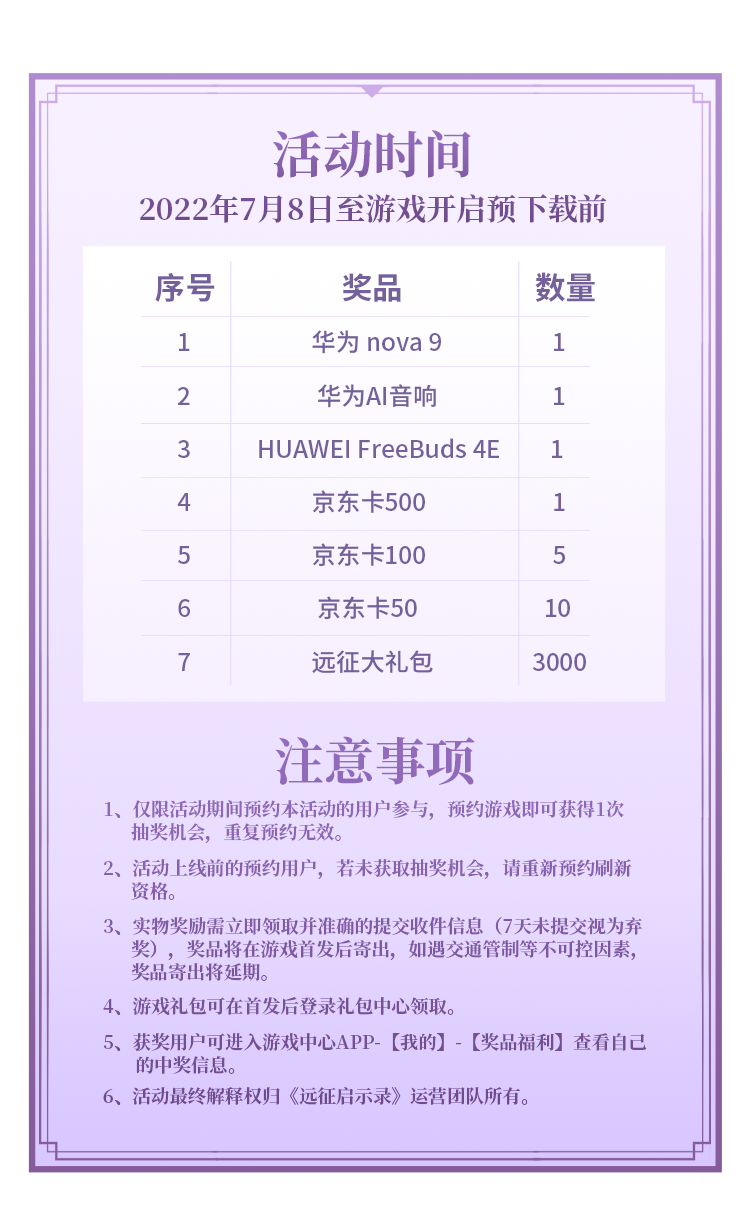 活动时间
2022年7月8日至游戏开启预下载前
序号 奖品 数量
1 华为 nova 9 1
2 华为AI音响 1
3 HUAWEI FreeBuds 4E 1
4 京东卡500 1
5 京东卡100 5
6 京东卡50 10
7 远征大礼包 3000
注意事项
1、仅限活动期间预约本活动的用户参与，预约游戏即可获得1次
抽奖机会，重复预约无效。
2、活动上线前的预约用户，若未获取抽奖机会，请重新预约刷新
资格。
3、实物奖励需立即领取并准确的提交收件信息（7天未提交视为弃
奖），奖品将在游戏首发后寄出，如遇交通管制等不可控因素，
奖品寄出将延期。
4、游戏礼包可在首发后登录礼包中心领取。
5、获奖用户可进入游戏中心APP-【我的】-【奖品福利】查看自己
的中奖信息。
6、活动最终解释权归《远征启示录》运营团队所有。